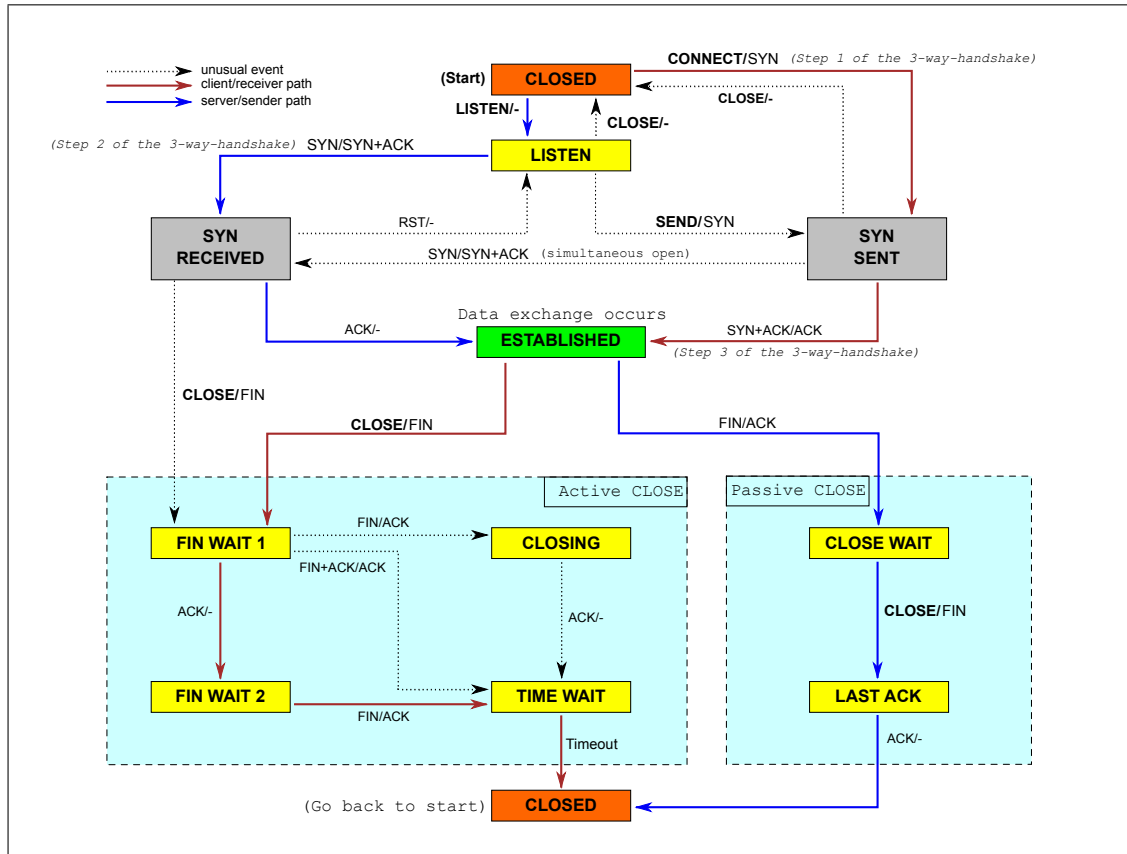 unusual event
client/receiver path
server/sender path
(Start)
CLOSED
CONNECT/SYN (Step 1 of the 3-way-handshake)
CLOSE/-
LISTEN/-
CLOSE/-
(Step 2 of the 3-way-handshake) SYN/SYN+ACK
LISTEN
RST/-
SEND/SYN
SYN
RECEIVED
SYN
SENT
SYN/SYN+ACK (simultaneous open)
Data exchange occurs
ACK/-
ESTABLISHED
SYN+ACK/ACK
(Step 3 of the 3-way-handshake)
CLOSE/FIN
CLOSE/FIN
FIN/ACK
Active CLOSE
Passive CLOSE
FIN WAIT 1
FIN/ACK
CLOSING
CLOSE WAIT
FIN+ACK/ACK
ACK/-
ACK/-
CLOSE/FIN
FIN WAIT 2
FIN/ACK
TIME WAIT
LAST ACK
Timeout
ACK/-
(Go back to start)
CLOSED